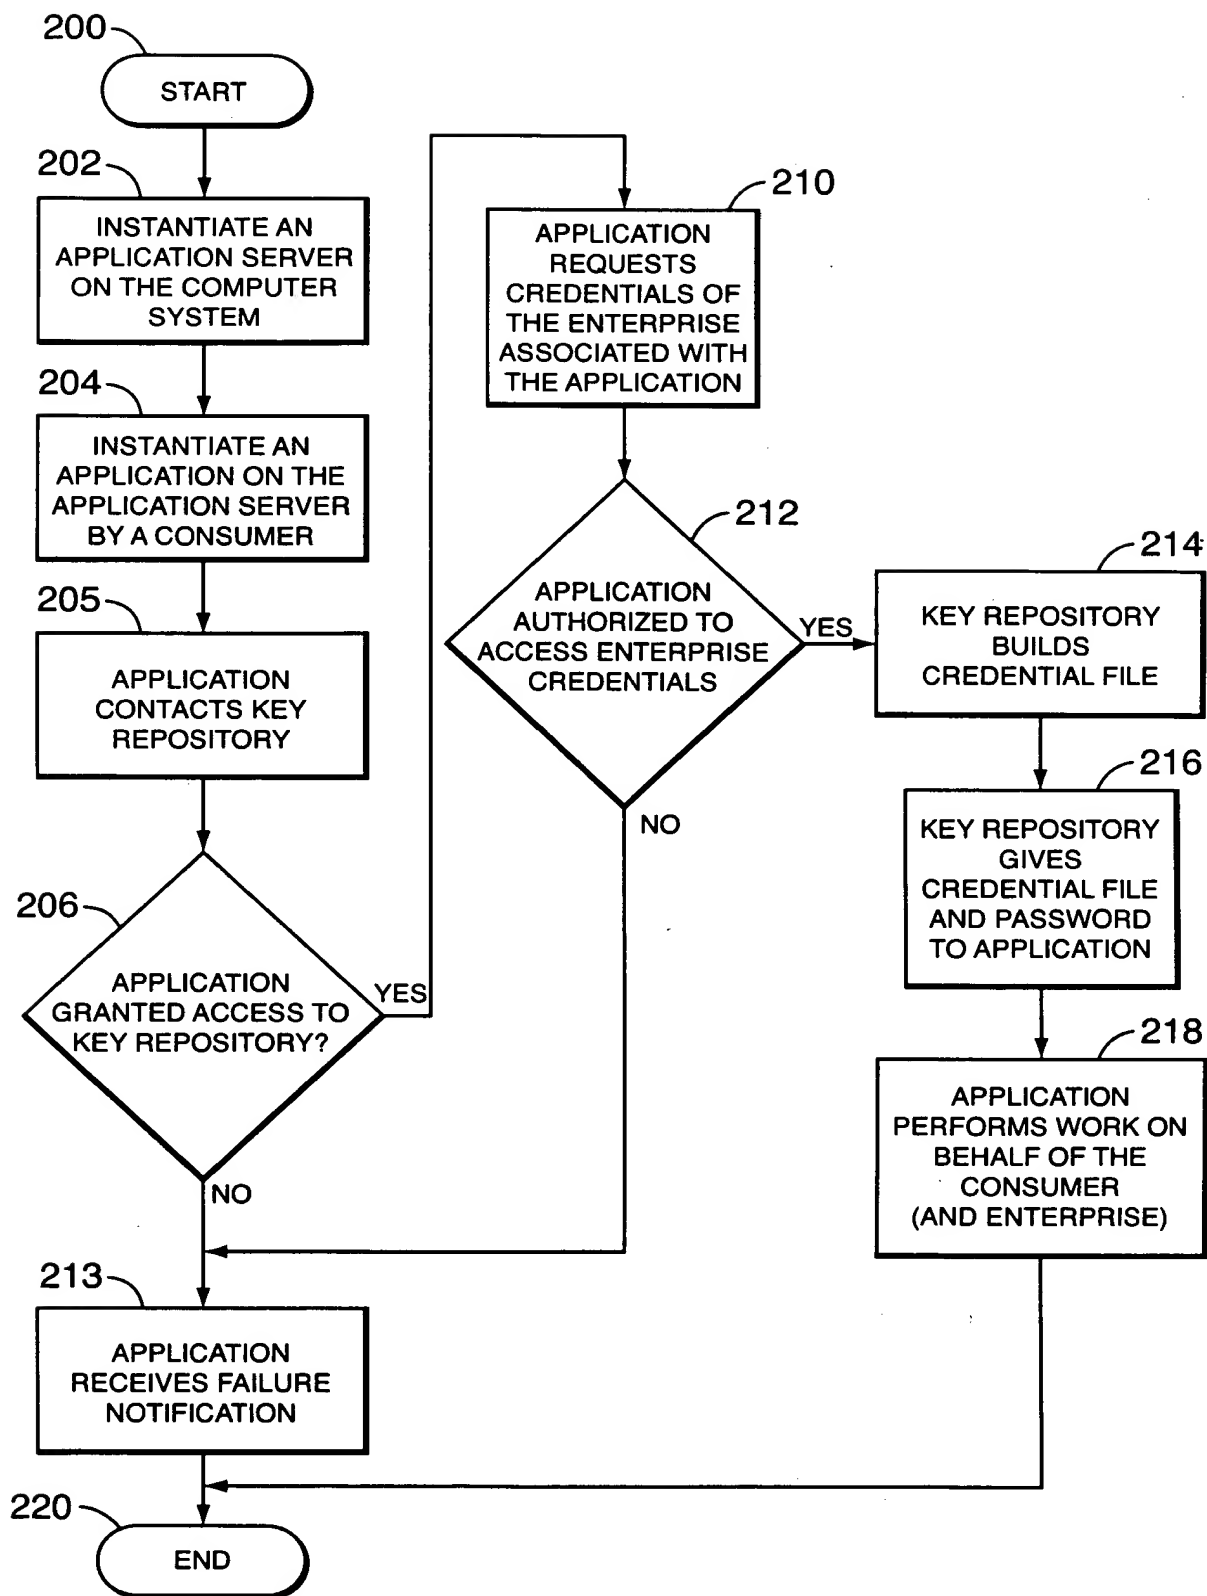 200
START
202
INSTANTIATE AN
APPLICATION SERVER
ON THE COMPUTER
SYSTEM
204
INSTANTIATE AN
APPLICATION ON THE
APPLICATION SERVER
BY A CONSUMER
205
APPLICATION
CONTACTS KEY
REPOSITORY
206
APPLICATION
GRANTED ACCESS TO
KEY REPOSITORY?
YES
NO
210
APPLICATION
REQUESTS
CREDENTIALS OF
THE ENTERPRISE
ASSOCIATED WITH
THE APPLICATION
212
APPLICATION
AUTHORIZED TO
ACCESS ENTERPRISE
CREDENTIALS
YES
NO
214
KEY REPOSITORY
BUILDS
CREDENTIAL FILE
216
KEY REPOSITORY
GIVES
CREDENTIAL FILE
AND PASSWORD
TO APPLICATION
218
APPLICATION
PERFORMS WORK ON
BEHALF OF THE
CONSUMER
(AND ENTERPRISE)
213
APPLICATION
RECEIVES FAILURE
NOTIFICATION
220
END